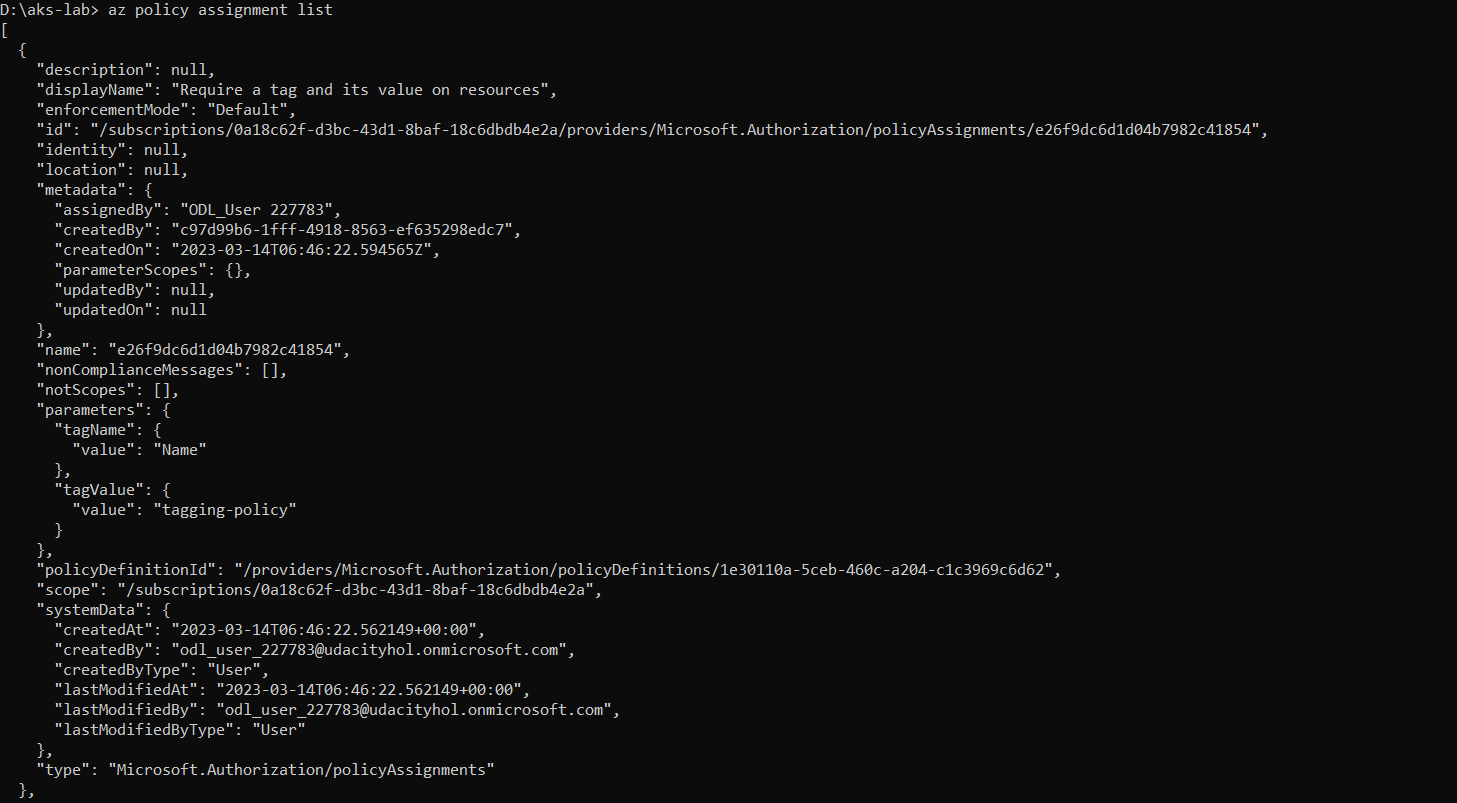 D:\aks-lab> az policy assignment list
[
  {
    "description": null,
    "displayName": "Require a tag and its value on resources",
    "enforcementMode": "Default",
    "id": "/subscriptions/0a18c62f-d3bc-43d1-8baf-18c6dbdb4e2a/providers/Microsoft.Authorization/policyAssignments/e26f9dc6d1d04b7982c41854",
    "identity": null,
    "location": null,
    "metadata": {
      "assignedBy": "ODL_User 227783",
      "createdBy": "c97d99b6-1fff-4918-8563-ef635298edc7",
      "createdOn": "2023-03-14T06:46:22.594565Z",
      "parameterScopes": {},
      "updatedBy": null,
      "updatedOn": null
    },
    "name": "e26f9dc6d1d04b7982c41854",
    "nonComplianceMessages": [],
    "notScopes": [],
    "parameters": {
      "tagName": {
        "value": "Name"
      },
      "tagValue": {
        "value": "tagging-policy"
      }
    },
    "policyDefinitionId": "/providers/Microsoft.Authorization/policyDefinitions/1e30110a-5ceb-460c-a204-c1c3969c6d62",
    "scope": "/subscriptions/0a18c62f-d3bc-43d1-8baf-18c6dbdb4e2a",
    "systemData": {
      "createdAt": "2023-03-14T06:46:22.562149+00:00",
      "createdBy": "odl_user_227783@udacityhol.onmicrosoft.com",
      "createdByType": "User",
      "lastModifiedAt": "2023-03-14T06:46:22.562149+00:00",
      "lastModifiedBy": "odl_user_227783@udacityhol.onmicrosoft.com",
      "lastModifiedByType": "User"
    },
    "type": "Microsoft.Authorization/policyAssignments"
  },